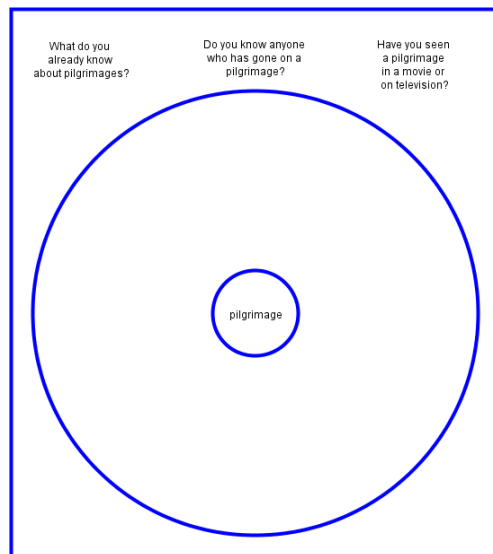 What do you
already know
about pilgrimages?
Do you know anyone
who has gone on a
pilgrimage?
Have you seen
a pilgrimage
in a movie or
on television?
pilgrimage